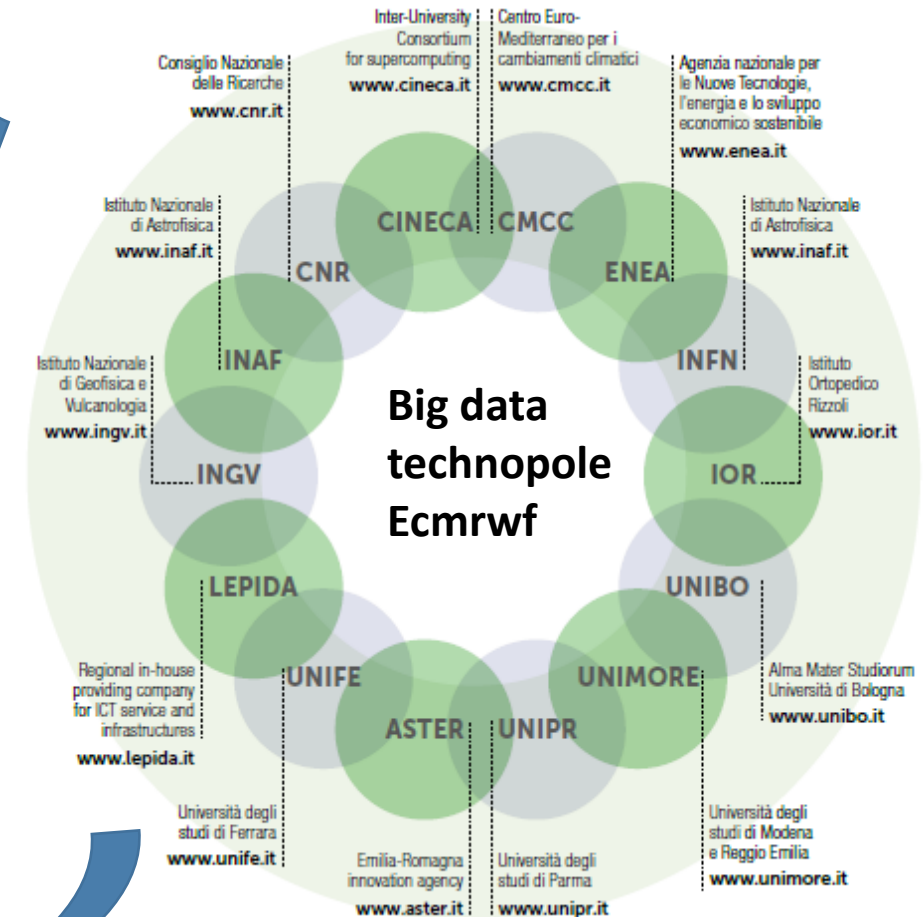 Inter-University
Consortium
for supercomputing
www.cineca.it
Centro Euro-
Mediterraneo per i
cambiamenti climatici
www.cmcc.it
Consiglio Nazionale
delle Ricerche
www.cnr.it
Agenzia nazionale per
le Nuove Tecnologie,
l'energia e lo sviluppo
economico sostenibile
www.enea.it
Istituto Nazionale
di Astrofisica
www.inaf.it
Istituto Nazionale
di Astrofisica
www.inaf.it
CINECA
CMCC
CNR
ENEA
INAF
INFN
Istituto Nazionale
di Geofisica e
Vulcanologia
www.ingv.it
Istituto
Ortopedico
Rizzoli
www.ior.it
Big data
technopole
Ecmrwf
INGV
IOR
LEPIDA
UNIBO
UNIFE
UNIMORE
ASTER
UNIPR
Regional in-house
providing company
for ICT service and
infrastructures
www.lepida.it
Alma Mater Studiorum
Università di Bologna
www.unibo.it
Università degli
studi di Ferrara
www.unife.it
Emilia-Romagna
innovation agency
www.aster.it
Università degli
studi di Parma
www.unipr.it
Università degli
studi di Modena
e Reggio Emilia
www.unimore.it